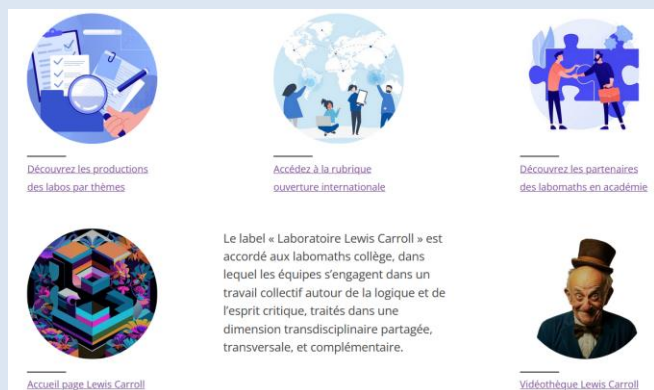 Découvrez les productions
des labos par thèmes
Accédez à la rubrique
ouverture internationale
Découvrez les partenaires
des labomaths en académie
Le label « Laboratoire Lewis Carroll » est
accordé aux labomaths collège, dans
lequel les équipes s’engagent dans un
travail collectif autour de la logique et de
l’esprit critique, traités dans une
dimension transdisciplinaire partagée,
transversale, et complémentaire.
Accueil page Lewis Carroll
Vidéothèque Lewis Carroll